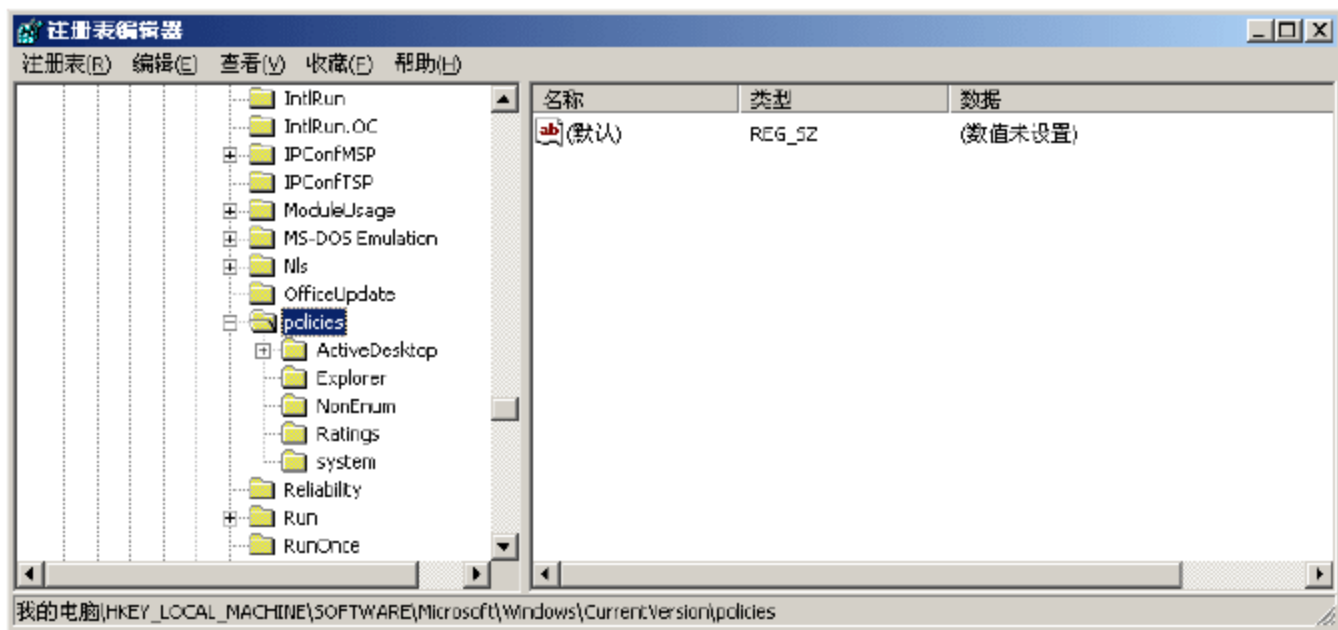 注册表编辑器
注册表(R) 编辑(E) 查看(V) 收藏(F) 帮助(H)
IntlRun
IntlRun.OC
IPConfMSP
IPConfTSP
ModuleUsage
MS-DOS Emulation
Nls
OfficeUpdate
policies
ActiveDesktop
Explorer
NonEnum
Ratings
system
Reliability
Run
RunOnce
名称 类型 数据
ab (默认) REG_SZ (数值未设置)
我的电脑\HKEY_LOCAL_MACHINE\SOFTWARE\Microsoft\Windows\CurrentVersion\policies